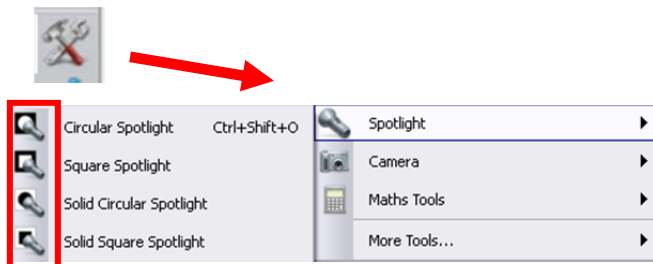 Circular Spotlight Ctrl+Shift+O
Square Spotlight
Solid Circular Spotlight
Solid Square Spotlight
Spotlight
Camera
Maths Tools
More Tools...